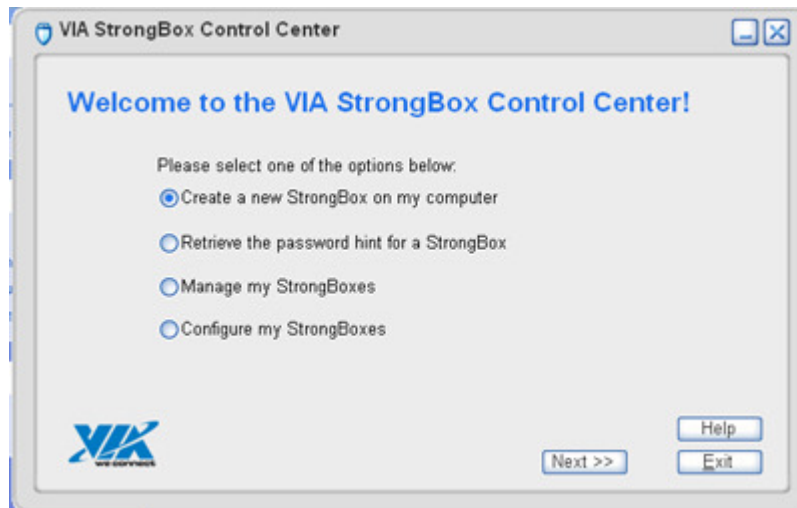 VIA StrongBox Control Center
Welcome to the VIA StrongBox Control Center!
Please select one of the options below:
Create a new StrongBox on my computer
Retrieve the password hint for a StrongBox
Manage my StrongBoxes
Configure my StrongBoxes
VIA
we connect
Help
Next >>
Exit